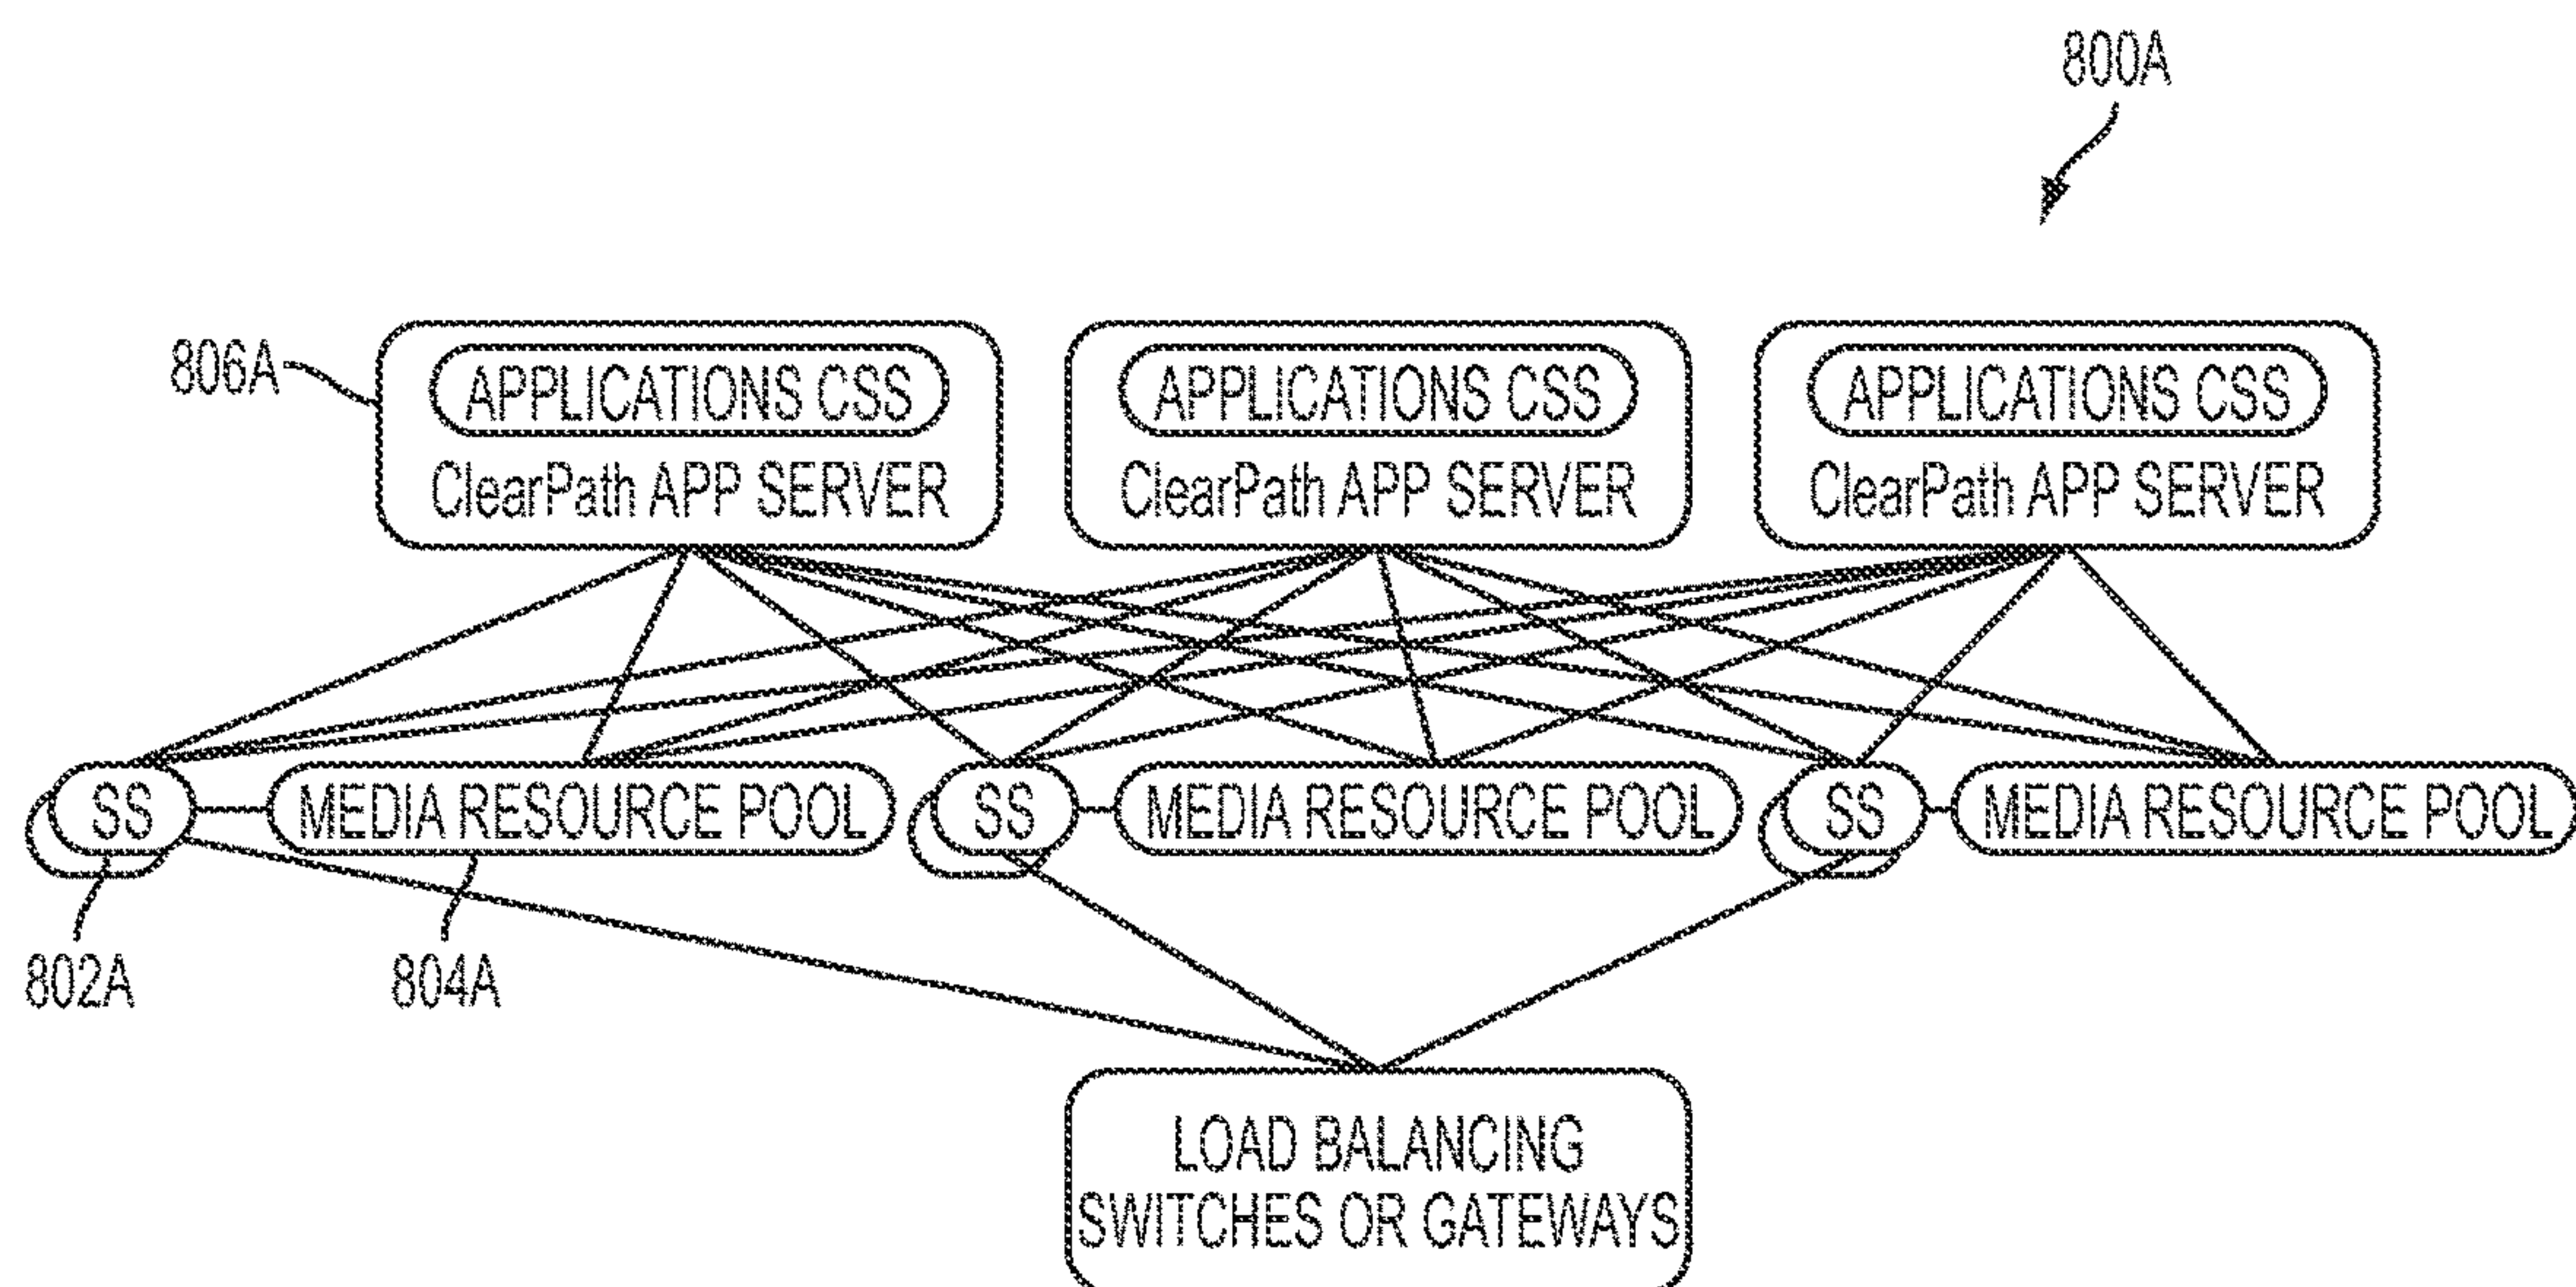 800A
806A
APPLICATIONS CSS
ClearPath APP SERVER
APPLICATIONS CSS
ClearPath APP SERVER
APPLICATIONS CSS
ClearPath APP SERVER
SS
MEDIA RESOURCE POOL
SS
MEDIA RESOURCE POOL
SS
MEDIA RESOURCE POOL
802A
804A
LOAD BALANCING
SWITCHES OR GATEWAYS